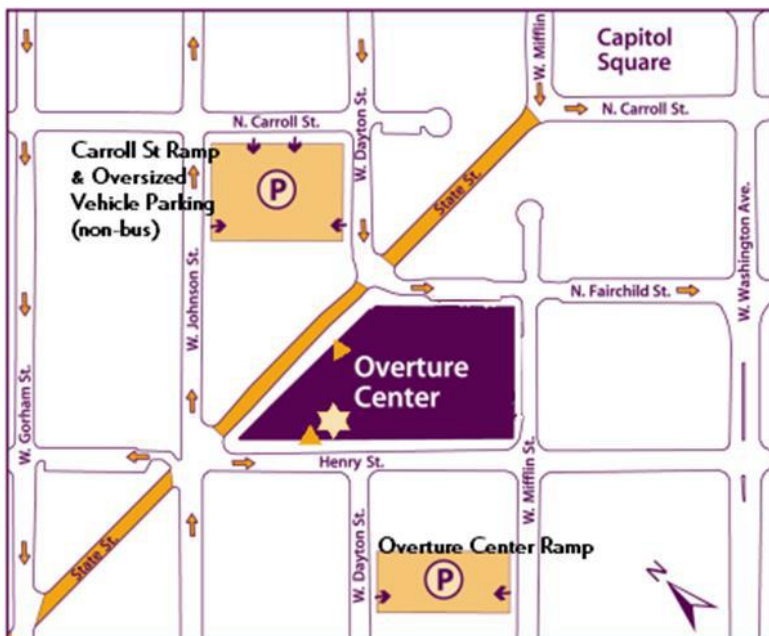 W. Mifflin
Capitol
Square
N. Carroll St.
N. Carroll St.
W. Dayton St.
Carroll St Ramp
& Oversized
Vehicle Parking
(non-bus)
P
State St.
W. Washington Ave.
W. Johnson St.
N. Fairchild St.
Overture
Center
W. Gorham St.
Henry St.
W. Mifflin St.
State St.
W. Dayton St.
Overture Center Ramp
P
N